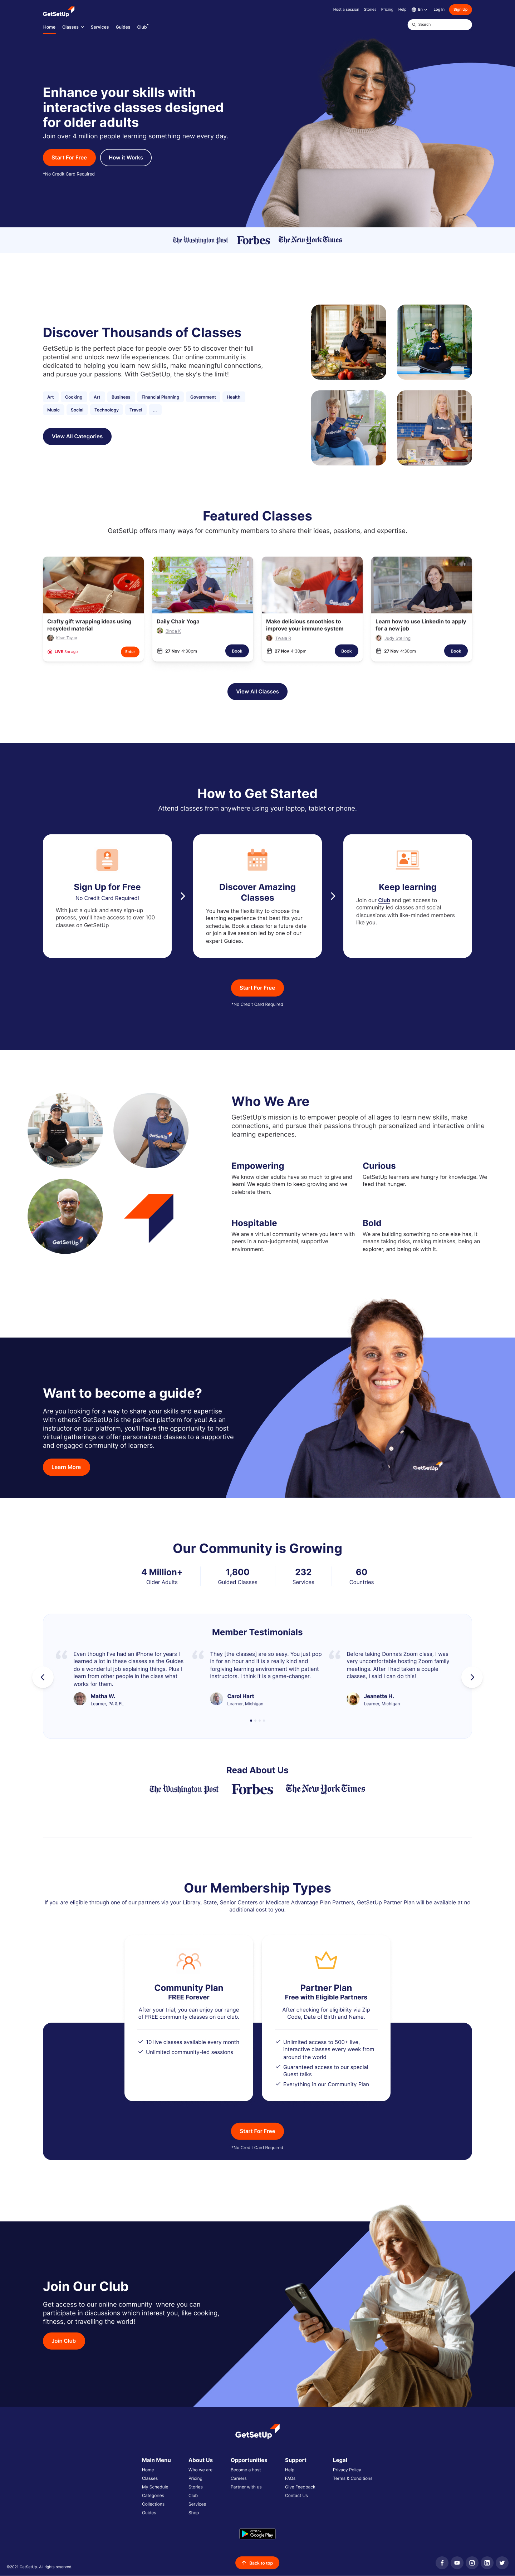 GetSetUp
Host a session Stories Pricing Help En Log in Sign Up
Home Classes Services Guides Club
Search
Enhance your skills with
interactive classes designed
for older adults
Join over 4 million people learning something new every day.
Start For Free How it Works
*No Credit Card Required
The Washington Post Forbes The New York Times
Discover Thousands of Classes
GetSetUp is the perfect place for people over 55 to discover their full
potential and unlock new life experiences. Our online community is
dedicated to helping you learn new skills, make meaningful connections,
and pursue your passions. With GetSetUp, the sky's the limit!
Art Cooking Art Business Financial Planning Government Health
Music Social Technology Travel ...
View All Categories
Featured Classes
GetSetUp offers many ways for community members to share their ideas, passions, and expertise.
Crafty gift wrapping ideas using
recycled material
LIVE 2m ago Enter
Daily Chair Yoga
Binnie K
27 Nov 4:30pm Book
Make delicious smoothies to
improve your immune system
27 Nov 4:30pm Book
Learn how to use Linkedin to apply
for a new job
27 Nov 4:30pm Book
View All Classes
How to Get Started
Attend classes from anywhere using your laptop, tablet or phone.
Sign Up for Free
No Credit Card Required!
With just a quick and easy sign-up
process, you'll have access to over 100
classes on GetSetUp
Discover Amazing
Classes
You have the flexibility to choose the
learning experience that best fits your
schedule. Book a class for a future date
or join a live session led by one of our
expert Guides.
Keep learning
Join our Club and get access to
community led classes and social
discussions with like-minded members
like you.
Start For Free
*No Credit Card Required
Who We Are
GetSetUp's mission is to empower people of all ages to learn new skills, make
connections, and pursue their passions through personalized and interactive online
learning experiences.
Empowering
We know older adults have so much to give and
learn! We equip them to keep growing and we
celebrate them.
Curious
GetSetUp learners are hungry for knowledge. We
feed that hunger.
Hospitable
We are a virtual community where you learn with
peers in a non-judgmental, supportive
environment.
Bold
We are building something no one else has, it
means taking risks, making mistakes, being an
explorer, and being ok with it.
GetSetUp
Want to become a guide?
Are you looking for a way to share your skills and expertise
with others? GetSetUp is the perfect platform for you! As an
instructor on our platform, you'll have the opportunity to host
virtual gatherings or offer personalized classes to a supportive
and engaged community of learners.
Learn More
GetSetUp
Our Community is Growing
4 Million+ 1,800 232 60
Older Adults Guided Classes Services Countries
Member Testimonials
Even though I've had an iPhone for years I
learned a lot in these classes as the Guides
do a wonderful job explaining things. Plus I
learn from other people in the class what
works for them.
Matha W.
Learner, PA & FL
They [the classes] are so easy. You just pop
in for an hour and it is a really kind and
forgiving learning environment with patient
instructors. I think it is a game-changer.
Carol Hart
Learner, Michigan
Before taking Donna's Zoom class, I was
very uncomfortable hosting Zoom family
meetings. After I had taken a couple
classes, I said I can do this!
Jeanette H.
Learner, Michigan
Read About Us
The Washington Post Forbes The New York Times
Our Membership Types
If you are eligible through one of our partners via your Library, State, Senior Centers or Medicare Advantage Plan Partners, GetSetUp Partner Plan will be available at no
additional cost to you.
Community Plan
FREE Forever
After your trial, you can enjoy our range
of FREE community classes on our club.
10 live classes available every month
Unlimited community-led sessions
Partner Plan
Free with Eligible Partners
After checking for eligibility via Zip
Code, Date of Birth and Name.
Unlimited access to 500+ live,
interactive classes every week from
around the world
Guaranteed access to our special
Guest talks
Everything in our Community Plan
Start For Free
*No Credit Card Required
Join Our Club
Get access to our online community where you can
participate in discussions which interest you, like cooking,
fitness, or travelling the world!
Join Club
GetSetUp
Main Menu About Us Opportunities Support Legal
Home Who we are Become a host Help Privacy Policy
Classes Pricing Careers FAQs Terms & Conditions
My Schedule Stories Partner with us Give Feedback
Categories Club Contact Us
Collections Services
Guides Shop
GET IT ON
Google Play
©2021 GetSetUp. All rights reserved.
Back to top